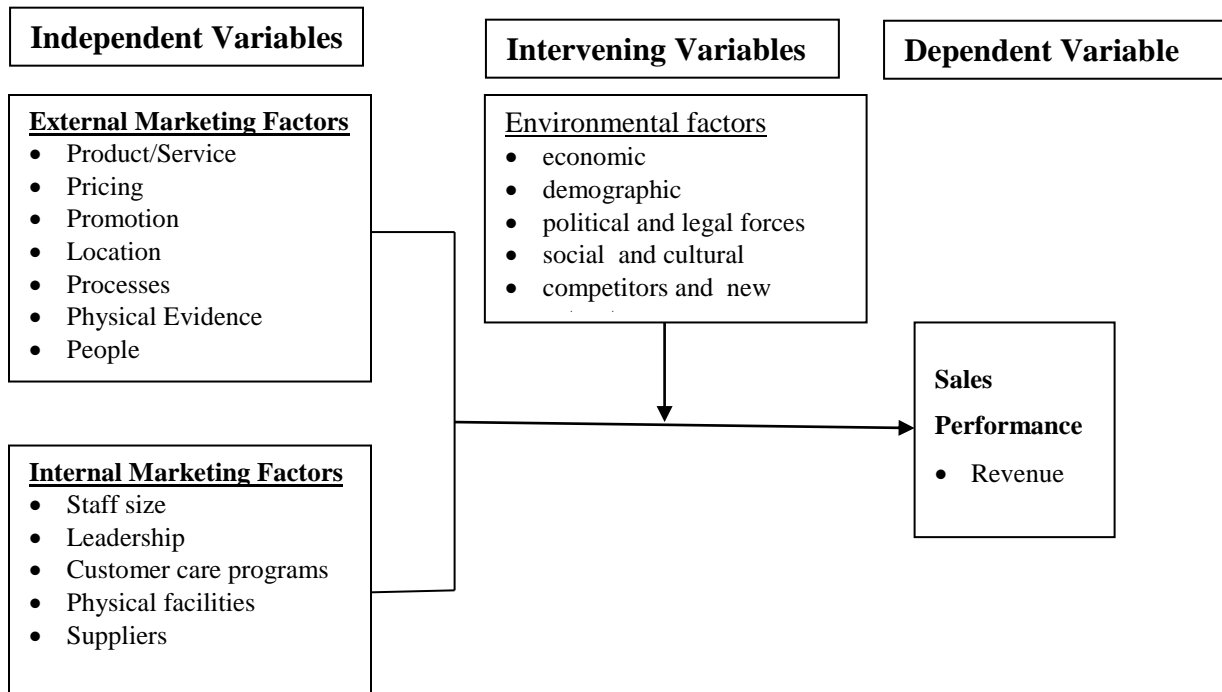 Independent Variables
Intervening Variables
Dependent Variable
External Marketing Factors
• Product/Service
• Pricing
• Promotion
• Location
• Processes
• Physical Evidence
• People
Environmental factors
• economic
• demographic
• political and legal forces
• social and cultural
• competitors and new
Sales
Performance
• Revenue
Internal Marketing Factors
• Staff size
• Leadership
• Customer care programs
• Physical facilities
• Suppliers